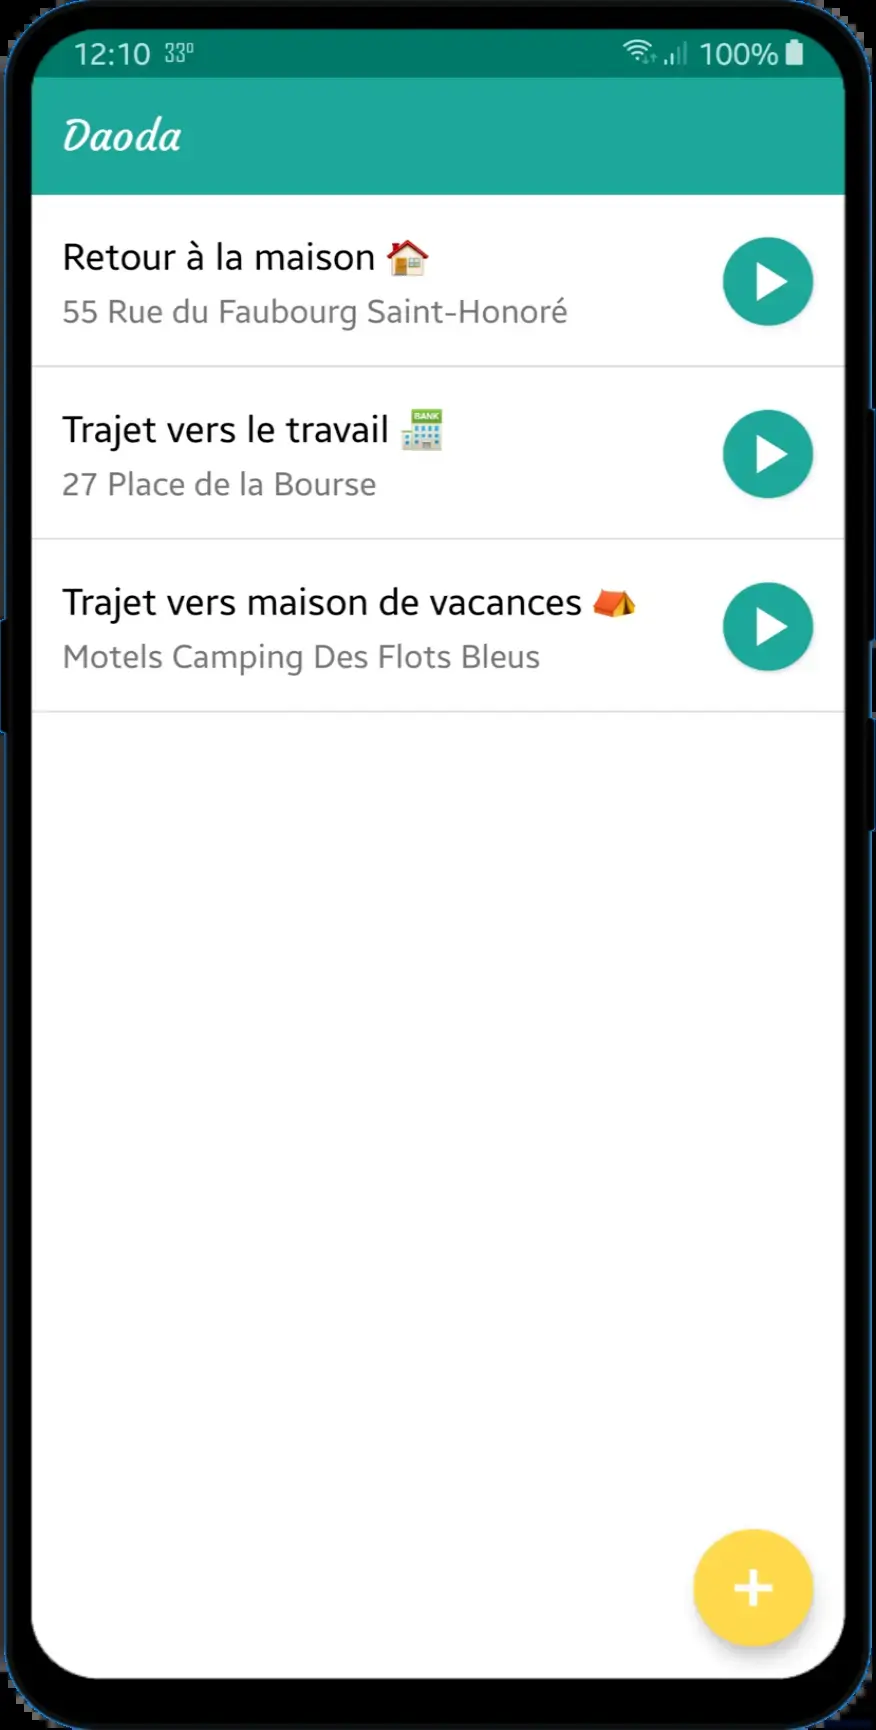 12:10 33° 100%
Daoda
Retour à la maison 🏠
55 Rue du Faubourg Saint-Honoré
Trajet vers le travail 🏦
BANK
27 Place de la Bourse
Trajet vers maison de vacances ⛺
Motels Camping Des Flots Bleus
+